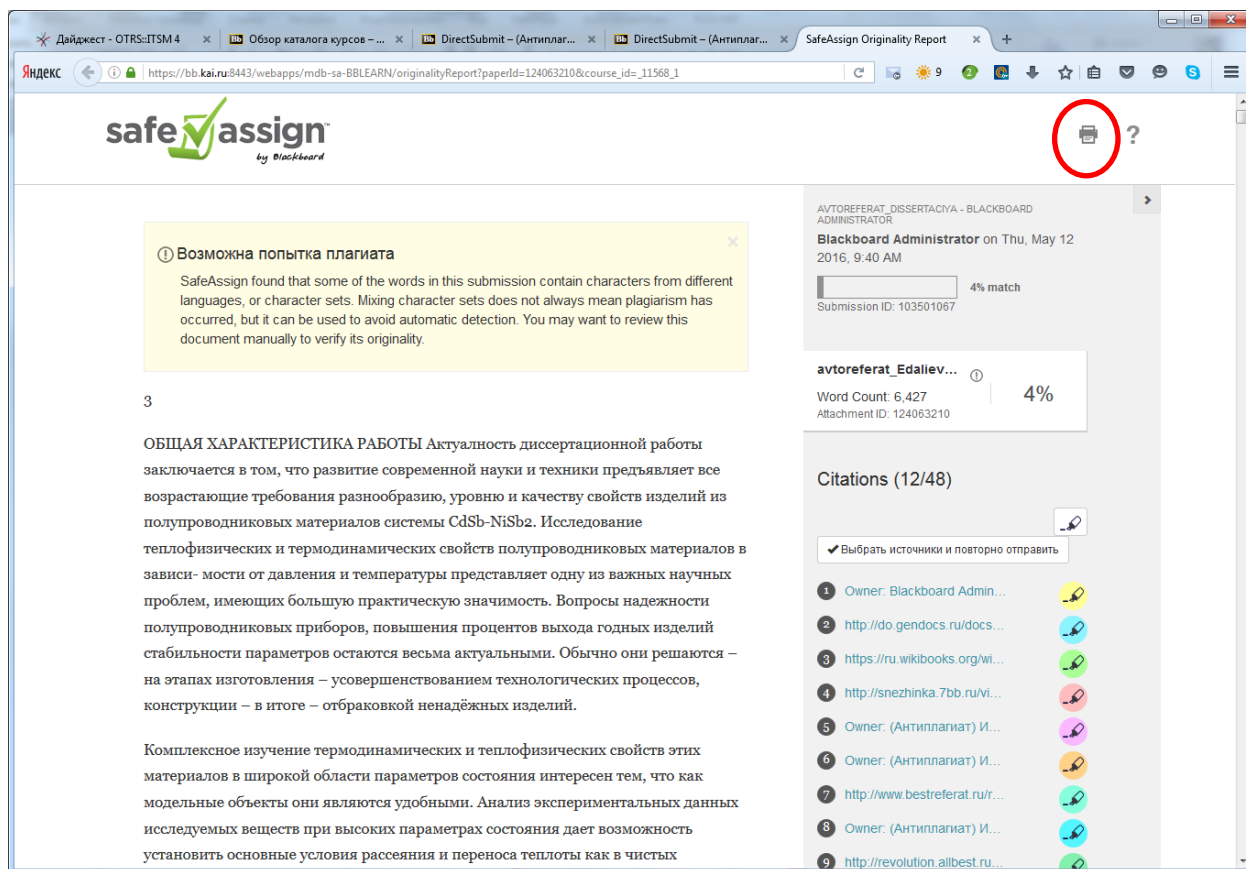 Дайджест - OTRS::ITSM 4
Обзор каталога курсов – ...
DirectSubmit – (Антиплаг...
DirectSubmit – (Антиплаг...
SafeAssign Originality Report
Яндекс
https://bb.kai.ru:8443/webapps/mdb-sa-BBLEARN/originalityReport?paperId=124063210&course_id=_11568_1
9
2
safe assign™
by Blackboard
?
Возможна попытка плагиата
SafeAssign found that some of the words in this submission contain characters from different
languages, or character sets. Mixing character sets does not always mean plagiarism has
occurred, but it can be used to avoid automatic detection. You may want to review this
document manually to verify its originality.
3
ОБЩАЯ ХАРАКТЕРИСТИКА РАБОТЫ Актуалность диссертационной работы
заключается в том, что развитие современной науки и техники предъявляет все
возрастающие требования разнообразию, уровню и качеству свойств изделий из
полупроводниковых материалов системы CdSb-NiSb2. Исследование
теплофизических и термодинамических свойств полупроводниковых материалов в
зависи- мости от давления и температуры представляет одну из важных научных
проблем, имеющих большую практическую значимость. Вопросы надежности
полупроводниковых приборов, повышения процентов выхода годных изделий
стабильности параметров остаются весьма актуальными. Обычно они решаются –
на этапах изготовления – усовершенствованием технологических процессов,
конструкции – в итоге – отбраковкой ненадёжных изделий.
Комплексное изучение термодинамических и теплофизических свойств этих
материалов в широкой области параметров состояния интересен тем, что как
модельные объекты они являются удобными. Анализ экспериментальных данных
исследуемых веществ при высоких параметрах состояния дает возможность
установить основные условия рассеяния и переноса теплоты как в чистых
AVTOREFERAT_DISSERTACIYA - BLACKBOARD
ADMINISTRATOR
Blackboard Administrator on Thu, May 12
2016, 9:40 AM
4% match
Submission ID: 103501067
avtoreferat_Edaliev...
Word Count: 6,427
4%
Attachment ID: 124063210
Citations (12/48)
Выбрать источники и повторно отправить
1 Owner: Blackboard Admin...
2 http://do.gendocs.ru/docs...
3 https://ru.wikibooks.org/wi...
4 http://snezhinka.7bb.ru/vi...
5 Owner: (Антиплагиат) И...
6 Owner: (Антиплагиат) И...
7 http://www.bestreferat.ru/r...
8 Owner: (Антиплагиат) И...
9 http://revolution.allbest.ru...